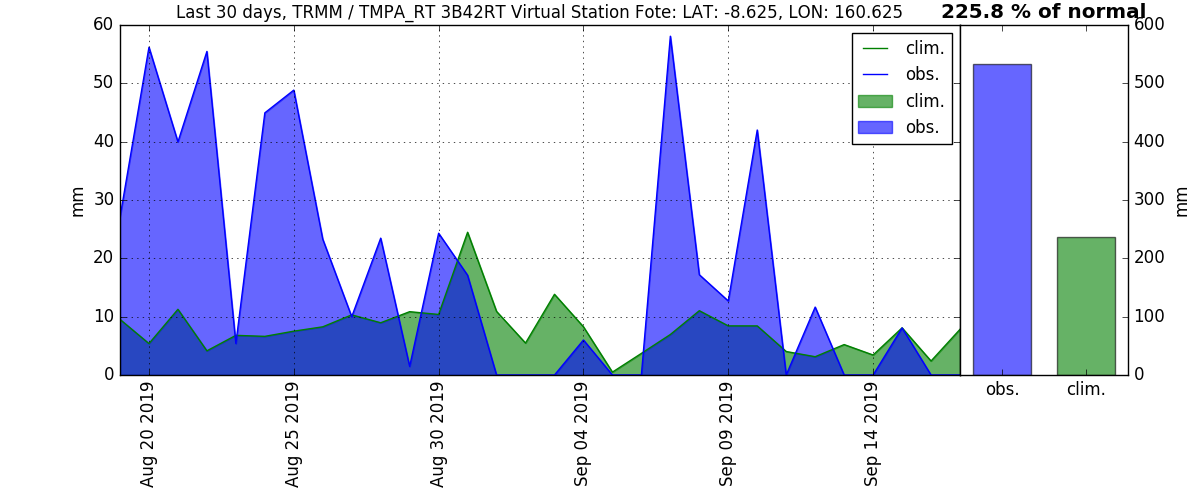 Last 30 days, TRMM / TMPA_RT 3B42RT Virtual Station Fote: LAT: -8.625, LON: 160.625
225.8 % of normal
mm
60
50
40
30
20
10
0
clim.
obs.
clim.
obs.
Aug 20 2019
Aug 25 2019
Aug 30 2019
Sep 04 2019
Sep 09 2019
Sep 14 2019
600
500
400
300
200
100
0
mm
obs.
clim.